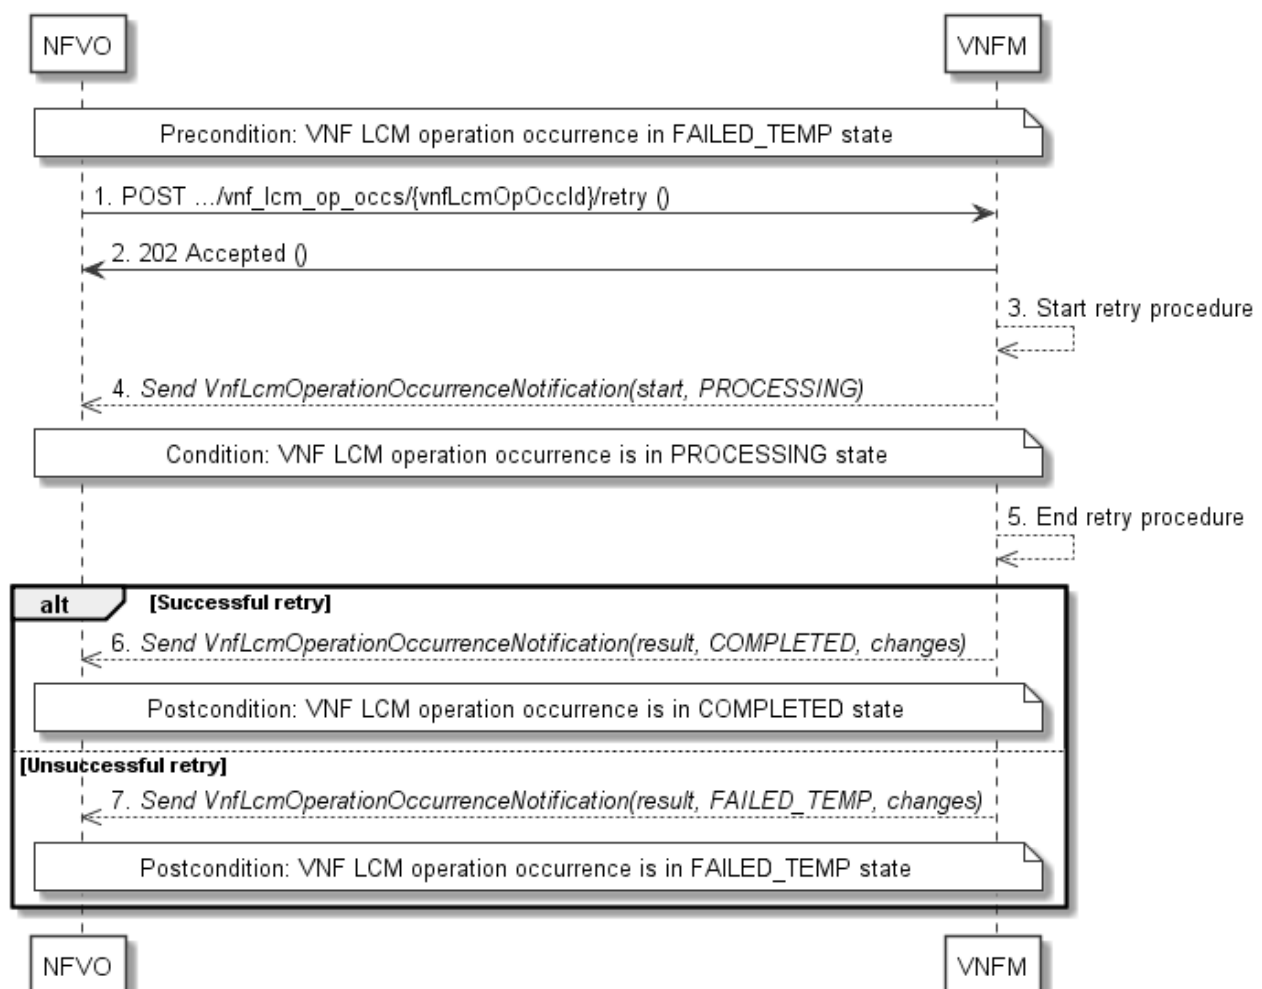 NFVO
VNFM
Precondition: VNF LCM operation occurrence in FAILED_TEMP state
1. POST .../vnf_lcm_op_occs/{vnfLcmOpOccId}/retry ()
2. 202 Accepted ()
3. Start retry procedure
4. Send VnfLcmOperationOccurrenceNotification(start, PROCESSING)
Condition: VNF LCM operation occurrence is in PROCESSING state
5. End retry procedure
alt
[Successful retry]
6. Send VnfLcmOperationOccurrenceNotification(result, COMPLETED, changes)
Postcondition: VNF LCM operation occurrence is in COMPLETED state
[Unsuccessful retry]
7. Send VnfLcmOperationOccurrenceNotification(result, FAILED_TEMP, changes)
Postcondition: VNF LCM operation occurrence is in FAILED_TEMP state
NFVO
VNFM